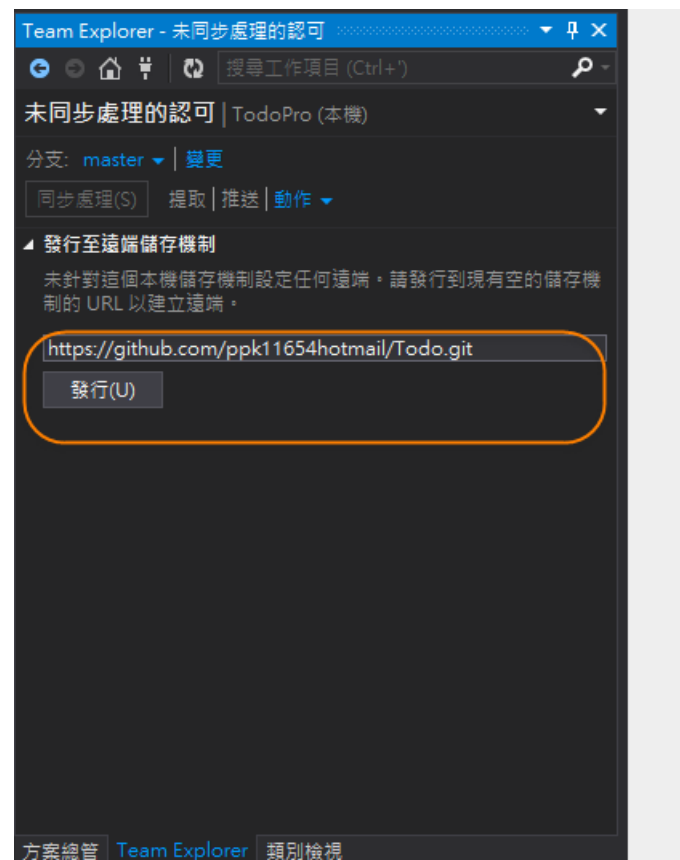 Team Explorer - 未同步處理的認可
搜尋工作項目 (Ctrl+')
未同步處理的認可 | TodoPro (本機)
分支: master | 變更
同步處理(S) 提取 | 推送 | 動作
發行至遠端儲存機制
未針對這個本機儲存機制設定任何遠端。請發行到現有空的儲存機
制的 URL 以建立遠端。
https://github.com/ppk11654hotmail/Todo.git
發行(U)
方案總管 Team Explorer 類別檢視